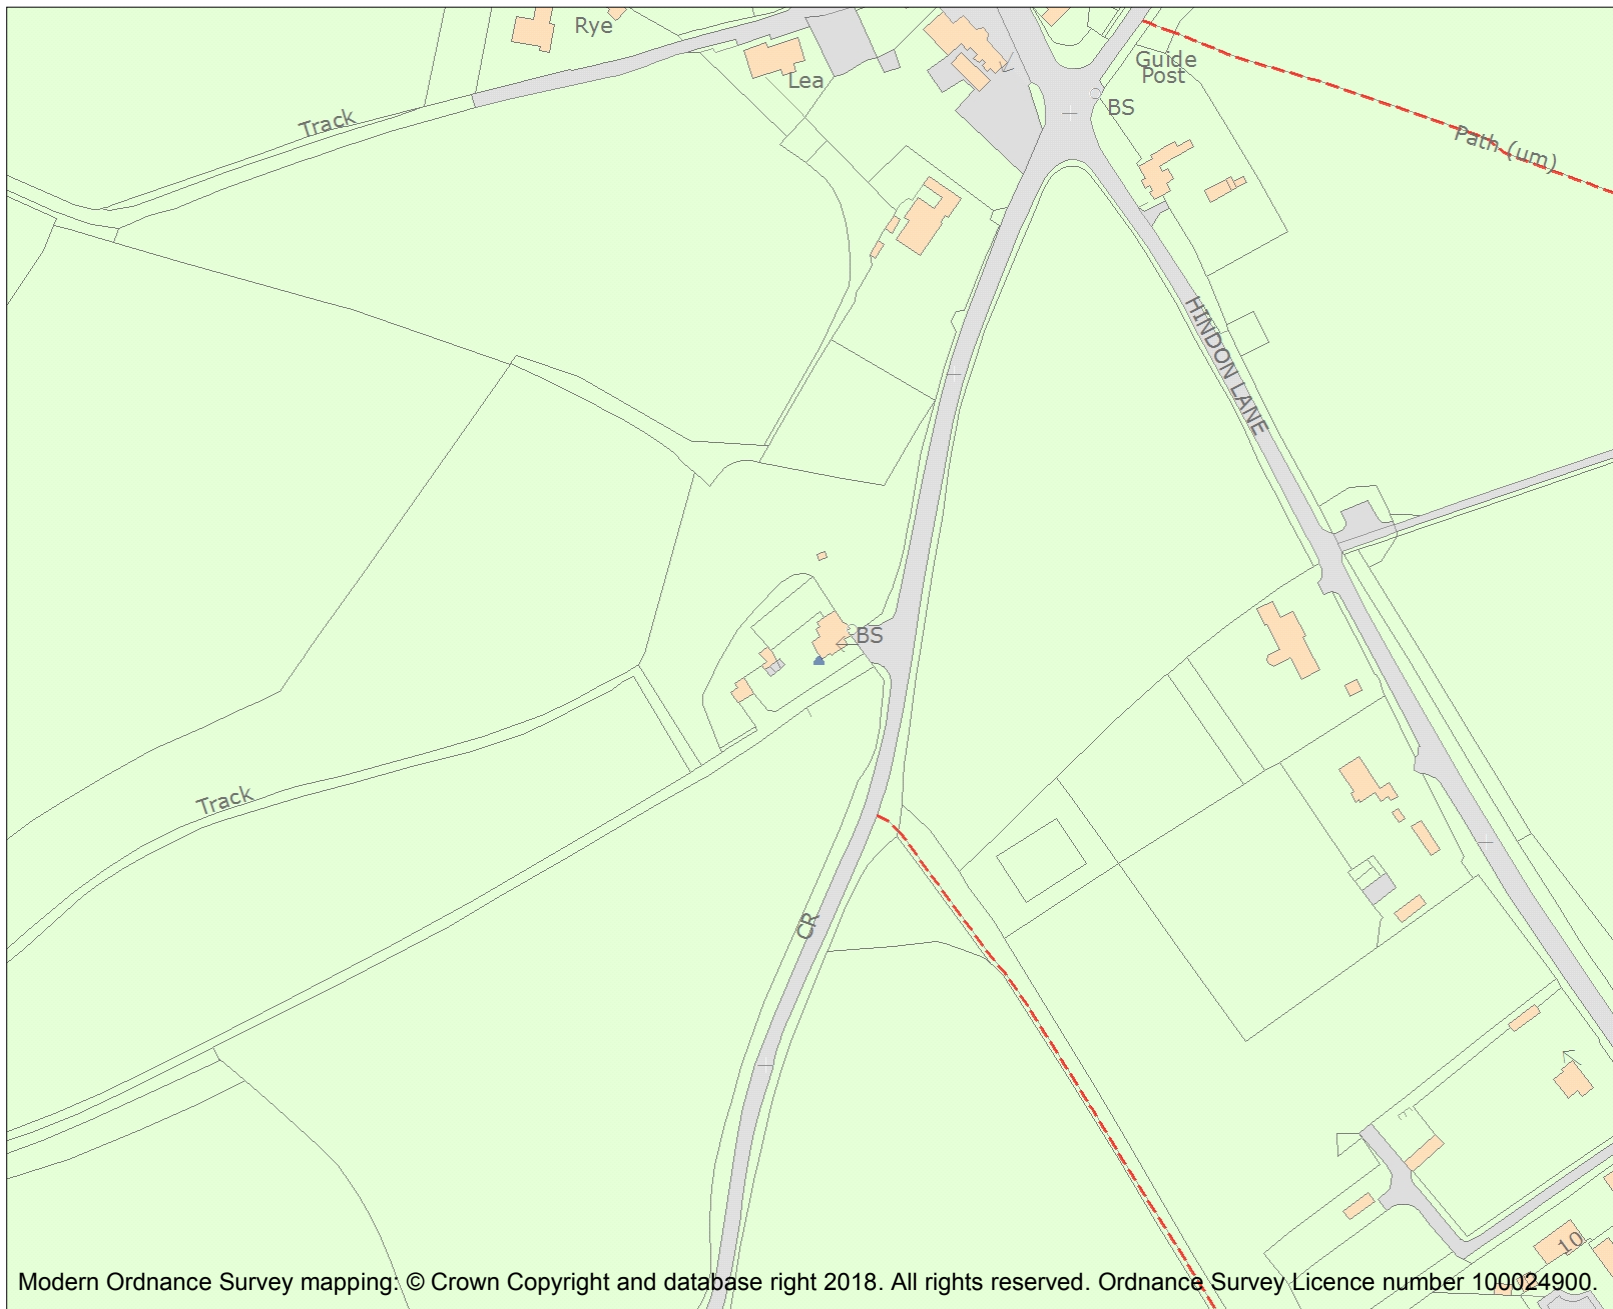 Rye
Lea
Guide
Post
BS
Track
Path (um)
HINDON LANE
BS
Track
CR
10
Modern Ordnance Survey mapping: © Crown Copyright and database right 2018. All rights reserved. Ordnance Survey Licence number 100024900.